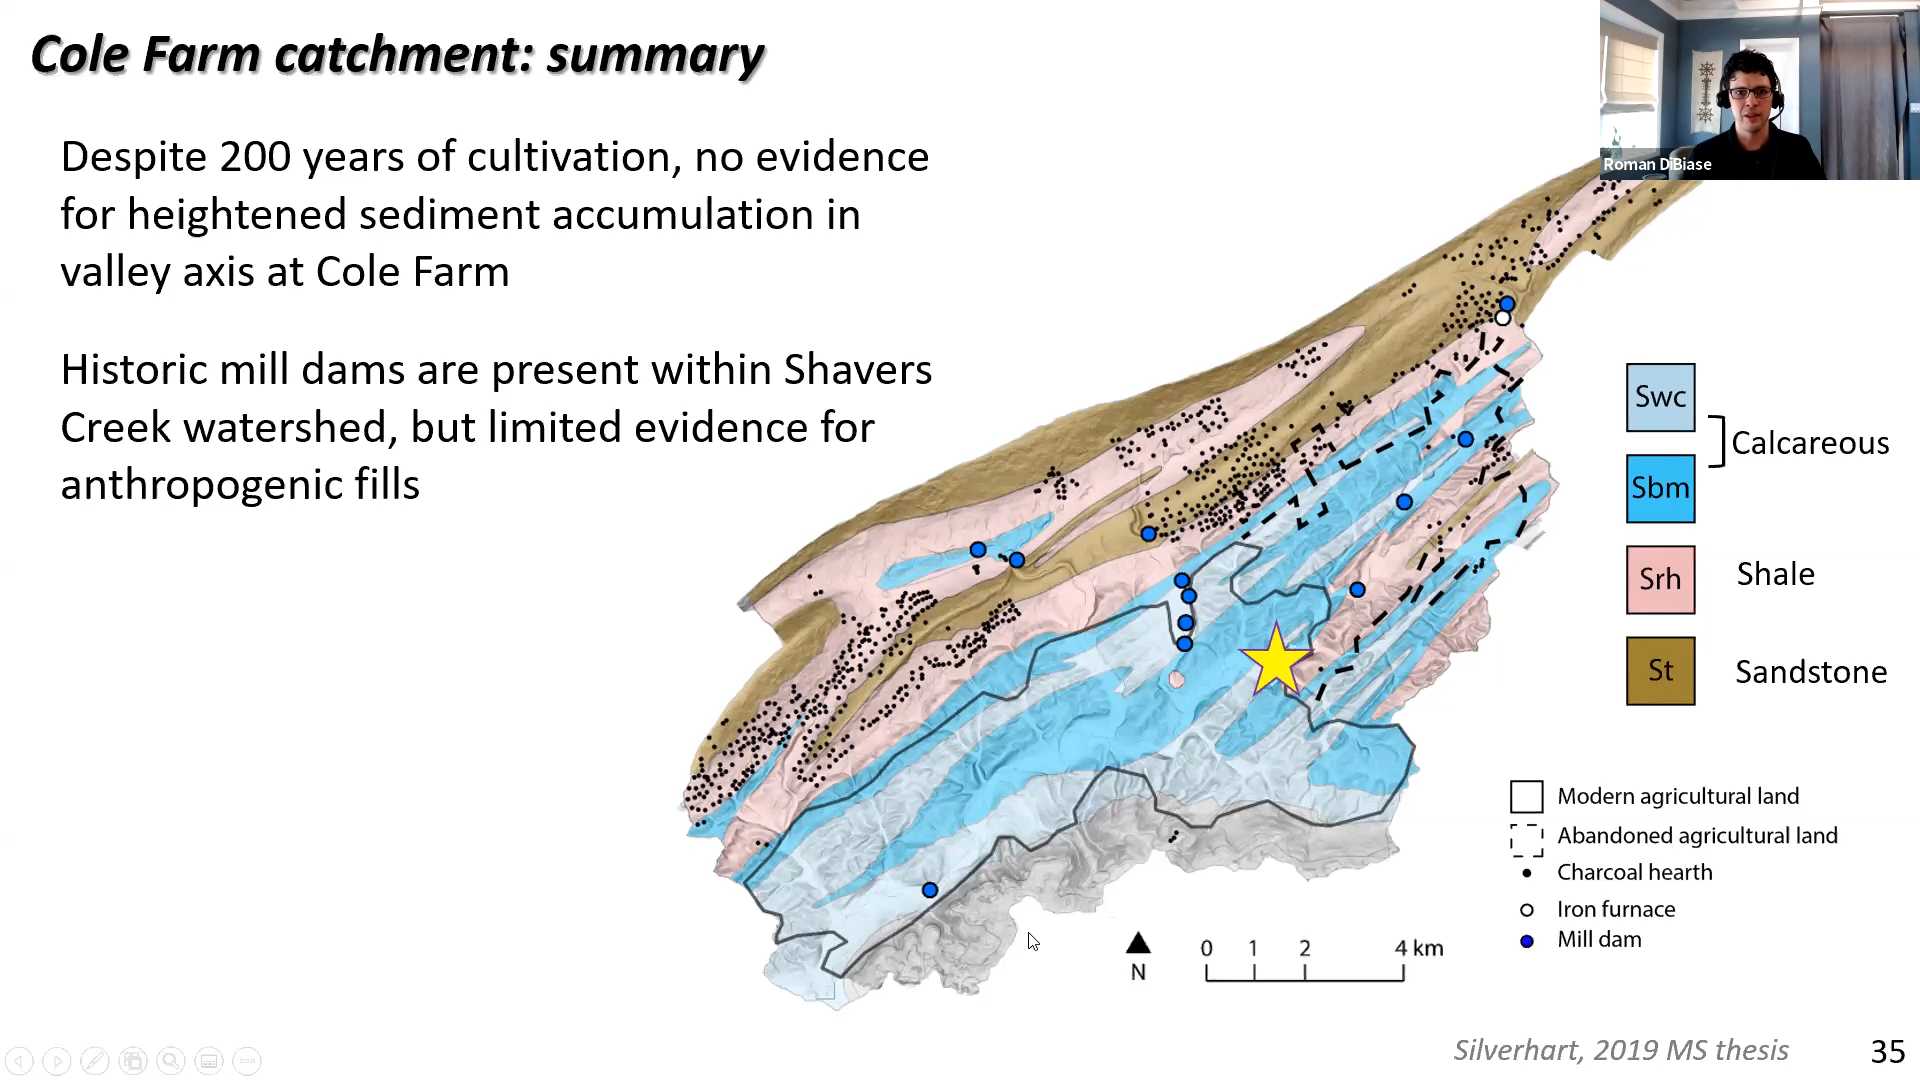 Cole Farm catchment: summary
Roman DiBiase
Despite 200 years of cultivation, no evidence
for heightened sediment accumulation in
valley axis at Cole Farm
Historic mill dams are present within Shavers
Creek watershed, but limited evidence for
anthropogenic fills
Swc
Calcareous
Sbm
Srh
Shale
St
Sandstone
Modern agricultural land
Abandoned agricultural land
Charcoal hearth
Iron furnace
Mill dam
0 1 2 4 km
N
Silverhart, 2019 MS thesis
35